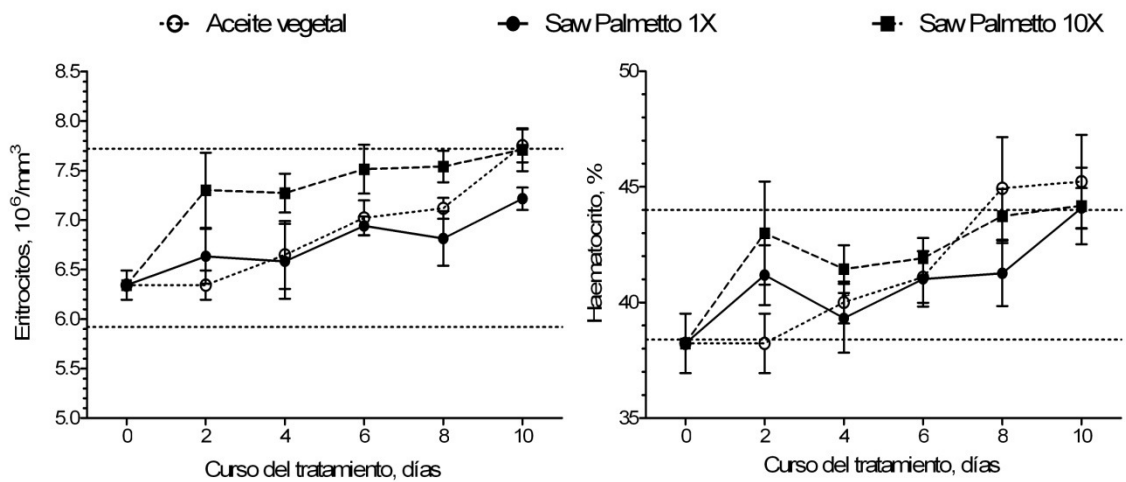 Aceite vegetal
Saw Palmetto 1X
Saw Palmetto 10X
Eritrocitos, 10⁶/mm³
8.5
8.0
7.5
7.0
6.5
6.0
5.5
5.0
0 2 4 6 8 10
Curso del tratamiento, días
Haematocrito, %
50
45
40
35
0 2 4 6 8 10
Curso del tratamiento, días